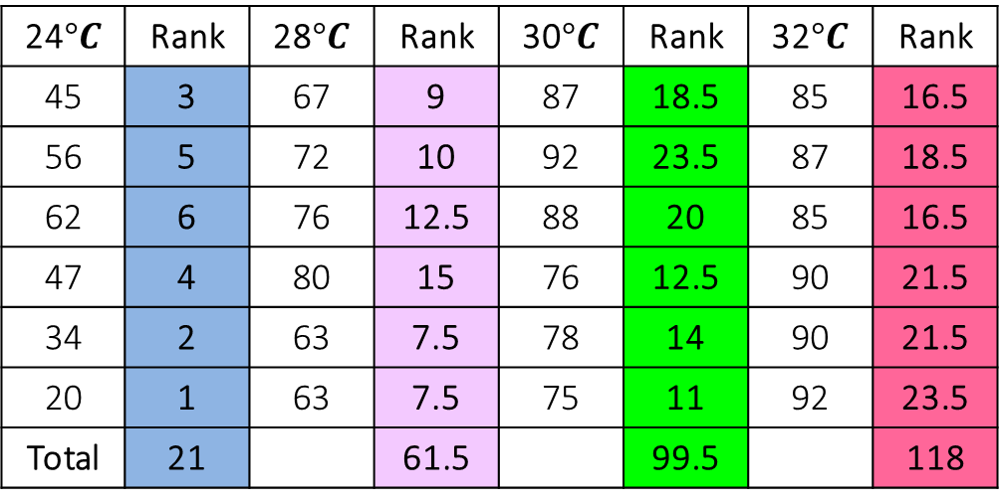 24°C Rank 28°C Rank 30°C Rank 32°C Rank
45 3 67 9 87 18.5 85 16.5
56 5 72 10 92 23.5 87 18.5
62 6 76 12.5 88 20 85 16.5
47 4 80 15 76 12.5 90 21.5
34 2 63 7.5 78 14 90 21.5
20 1 63 7.5 75 11 92 23.5
Total 21 61.5 99.5 118